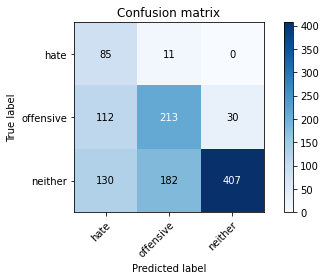 Confusion matrix
hate 85 11 0
offensive 112 213 30
neither 130 182 407
hate offensive neither
True label
Predicted label
400
350
300
250
200
150
100
50
0